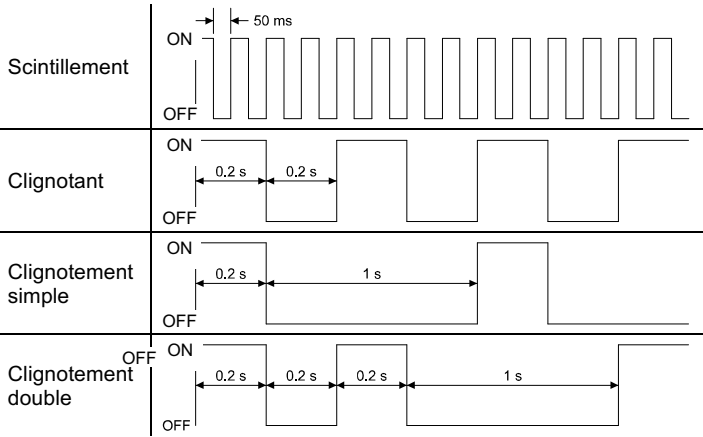 50 ms
ON
Scintillement
OFF
ON
0.2 s 0.2 s
Clignotant
OFF
ON
Clignotement
simple
0.2 s 1 s
OFF
OFF ON
Clignotement
double
0.2 s 0.2 s 0.2 s 1 s
OFF